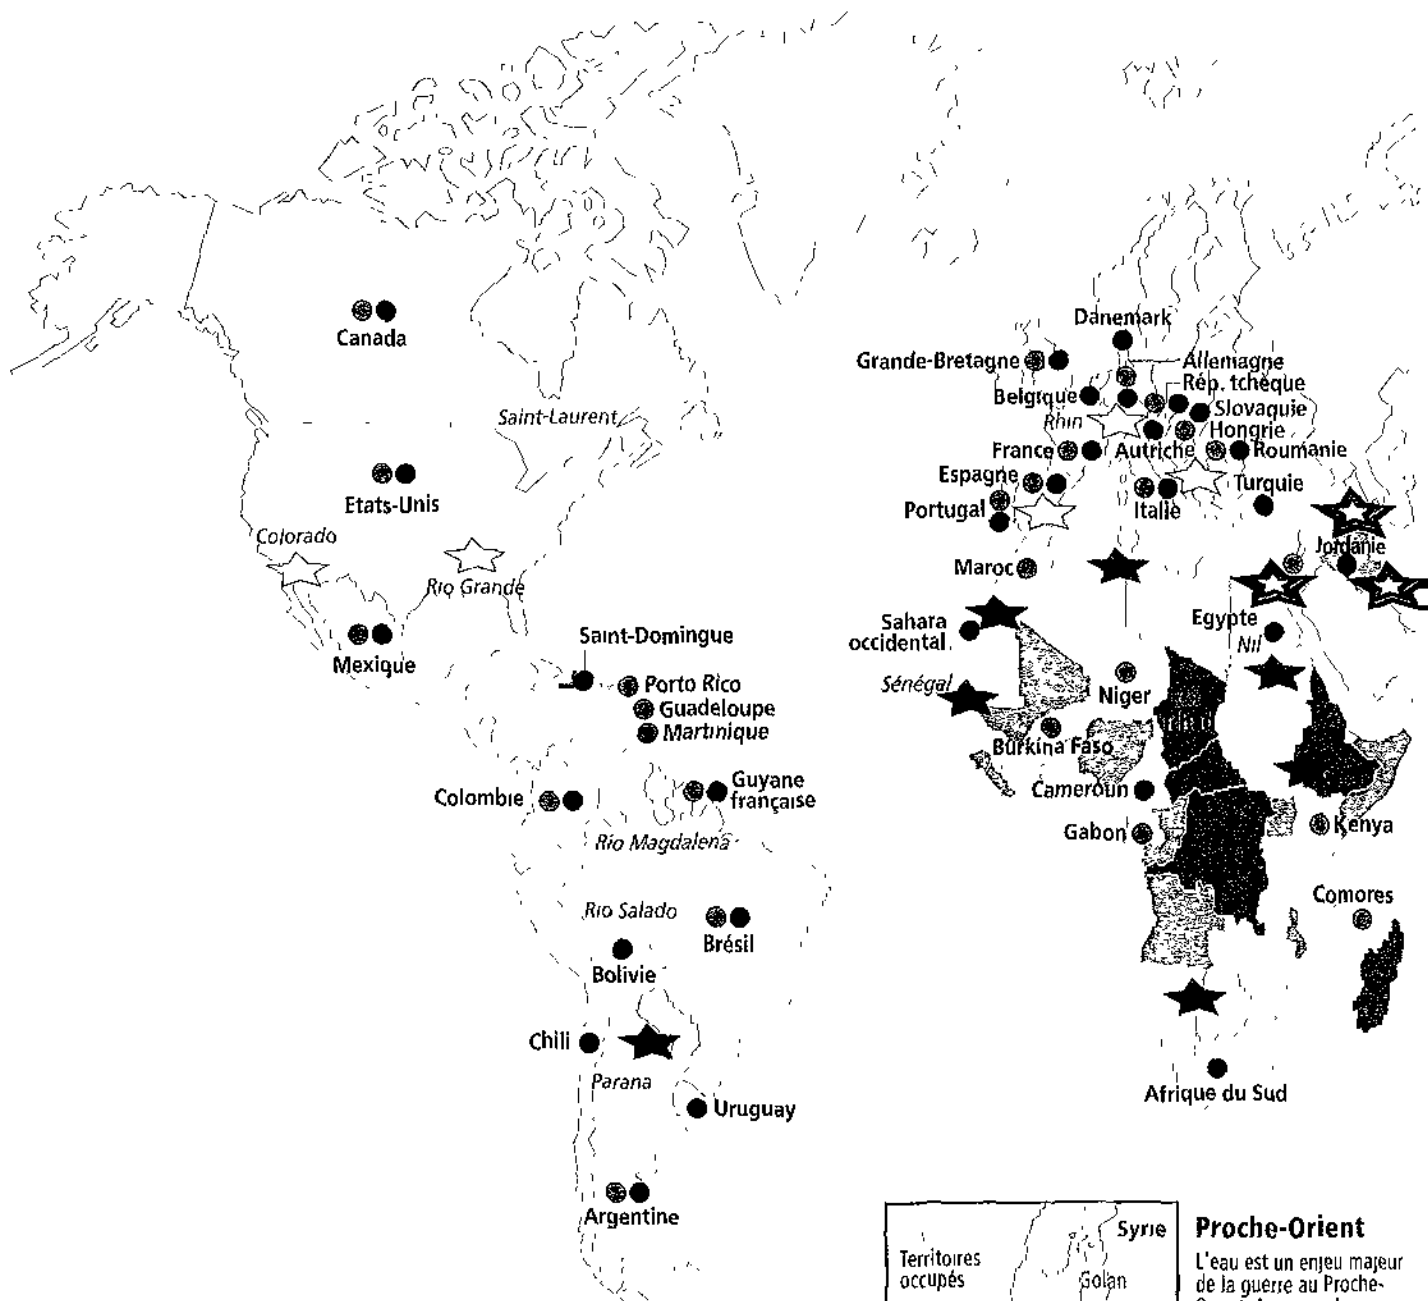 Canada
Saint-Laurent
Etats-Unis
Colorado
Rio Grande
Mexique
Saint-Domingue
Porto Rico
Guadeloupe
Martinique
Colombie
Guyane
française
Rio Magdalena
Rio Salado
Brésil
Bolivie
Chili
Parana
Uruguay
Argentine
Danemark
Grande-Bretagne
Allemagne
Rép. tchèque
Belgique
Slovaquie
Rhin
Hongrie
France
Autriche
Roumanie
Espagne
Turquie
Portugal
Italie
Jordanie
Maroc
Sahara
occidental
Egypte
Nil
Sénégal
Niger
Burkina Faso
Cameroun
Gabon
Kenya
Comores
Afrique du Sud
Syrie
Territoires
occupés
Golan
Proche-Orient
L'eau est un enjeu majeur
de la guerre au Proche-